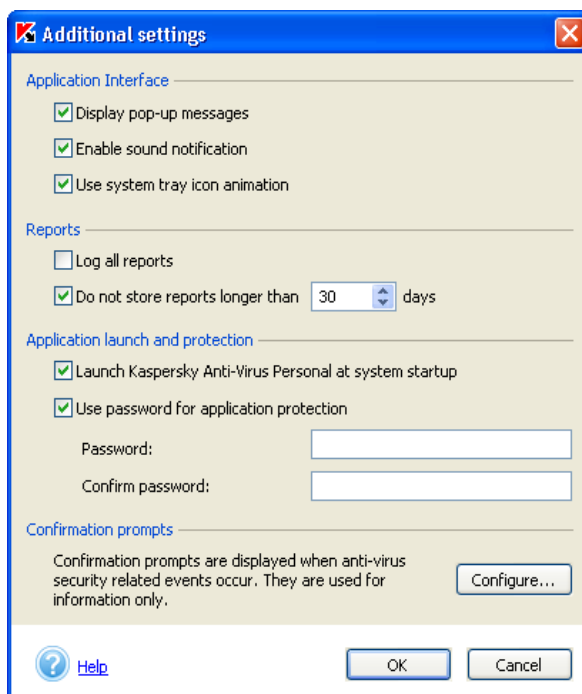 Additional settings
Application Interface
Display pop-up messages
Enable sound notification
Use system tray icon animation
Reports
Log all reports
Do not store reports longer than 30 days
Application launch and protection
Launch Kaspersky Anti-Virus Personal at system startup
Use password for application protection
Password:
Confirm password:
Confirmation prompts
Confirmation prompts are displayed when anti-virus
security related events occur. They are used for
information only.
Configure...
Help
OK
Cancel